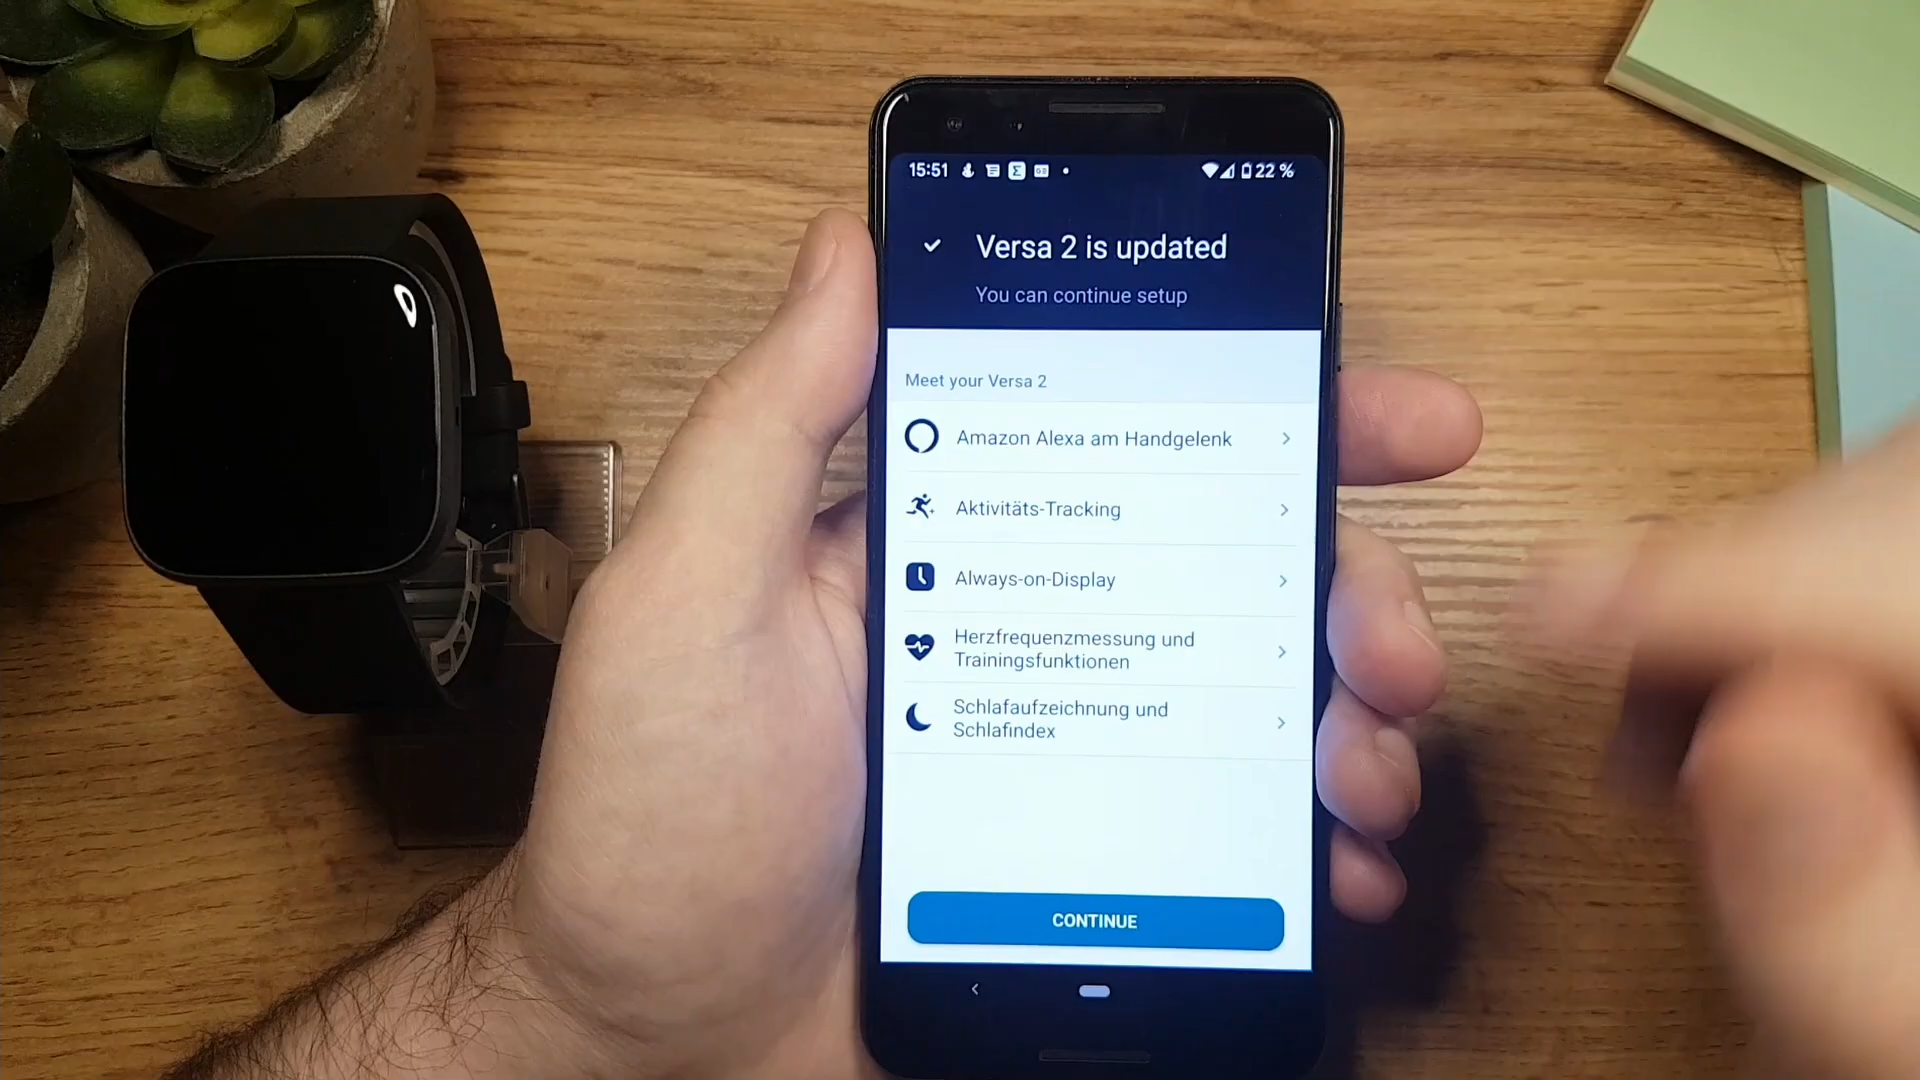 15:51 22 %
Versa 2 is updated
You can continue setup
Meet your Versa 2
Amazon Alexa am Handgelenk
Aktivitäts-Tracking
Always-on-Display
Herzfrequenzmessung und
Trainingsfunktionen
Schlafaufzeichnung und
Schlafindex
CONTINUE